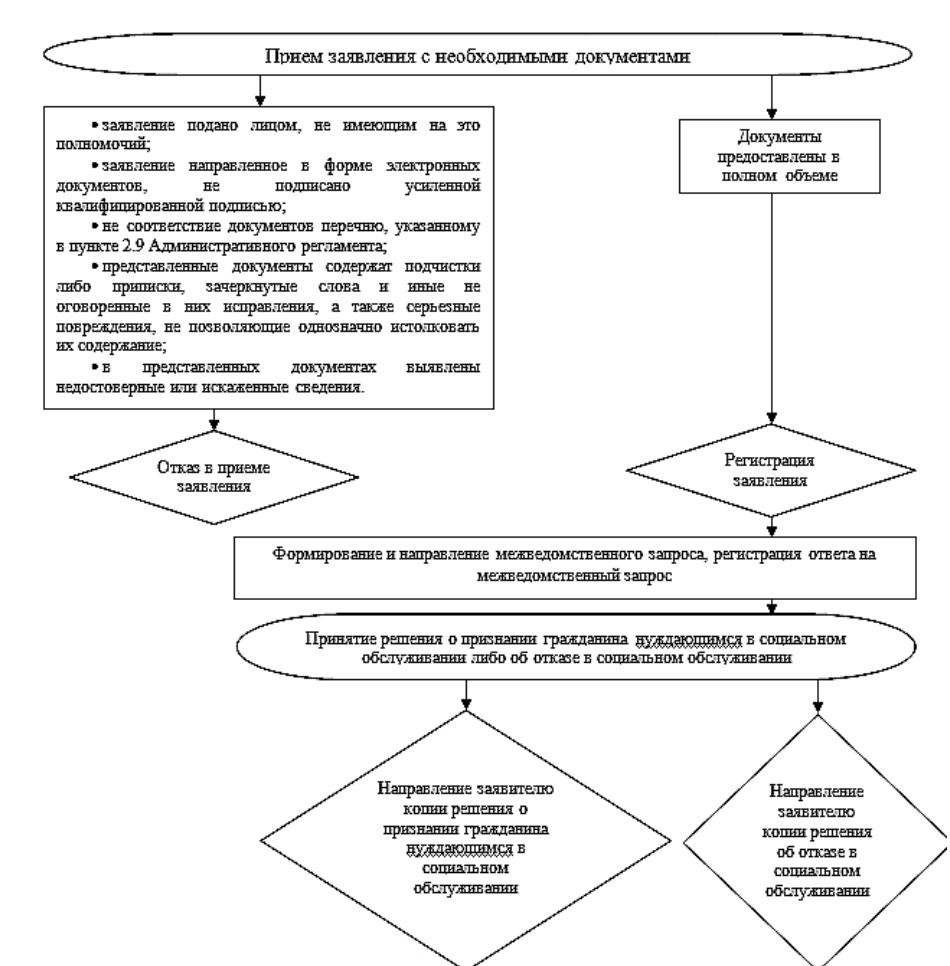 Прием заявления с необходимыми документами
• заявление подано лицом, не имеющим на это
полномочий;
• заявление направленное в форме электронных
документов, не подписано усиленной
квалифицированной подписью;
• не соответствие документов перечню, указанному
в пункте 2.9 Административного регламента;
• представленные документы содержат подчистки
либо приписки, зачеркнутые слова и иные не
оговоренные в них исправления, а также серьезные
повреждения, не позволяющие однозначно истолковать
их содержание;
• в представленных документах выявлены
недостоверные или искаженные сведения.
Документы
предоставлены в
полном объеме
Отказ в приеме
заявления
Регистрация
заявления
Формирование и направление межведомственного запроса, регистрация ответа на
межведомственный запрос
Принятие решения о признании гражданина нуждающимся в социальном
обслуживании либо об отказе в социальном обслуживании
Направление заявителю
копии решения о
признании гражданина
нуждающимся в
социальном
обслуживании
Направление
заявителю
копии решения
об отказе в
социальном
обслуживании